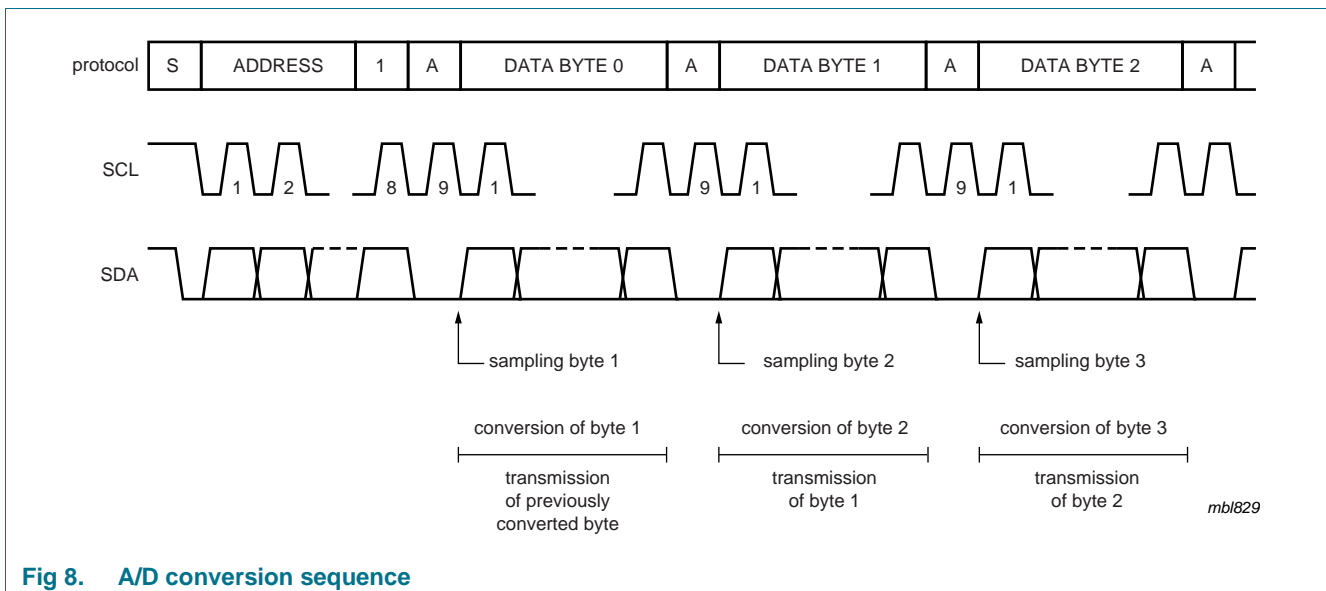 protocol S ADDRESS 1 A DATA BYTE 0 A DATA BYTE 1 A DATA BYTE 2 A
SCL 1 2 8 9 1 9 1 9 1
SDA
sampling byte 1 sampling byte 2 sampling byte 3
conversion of byte 1 conversion of byte 2 conversion of byte 3
transmission transmission transmission
of previously of byte 1 of byte 2
converted byte mbl829
Fig 8. A/D conversion sequence